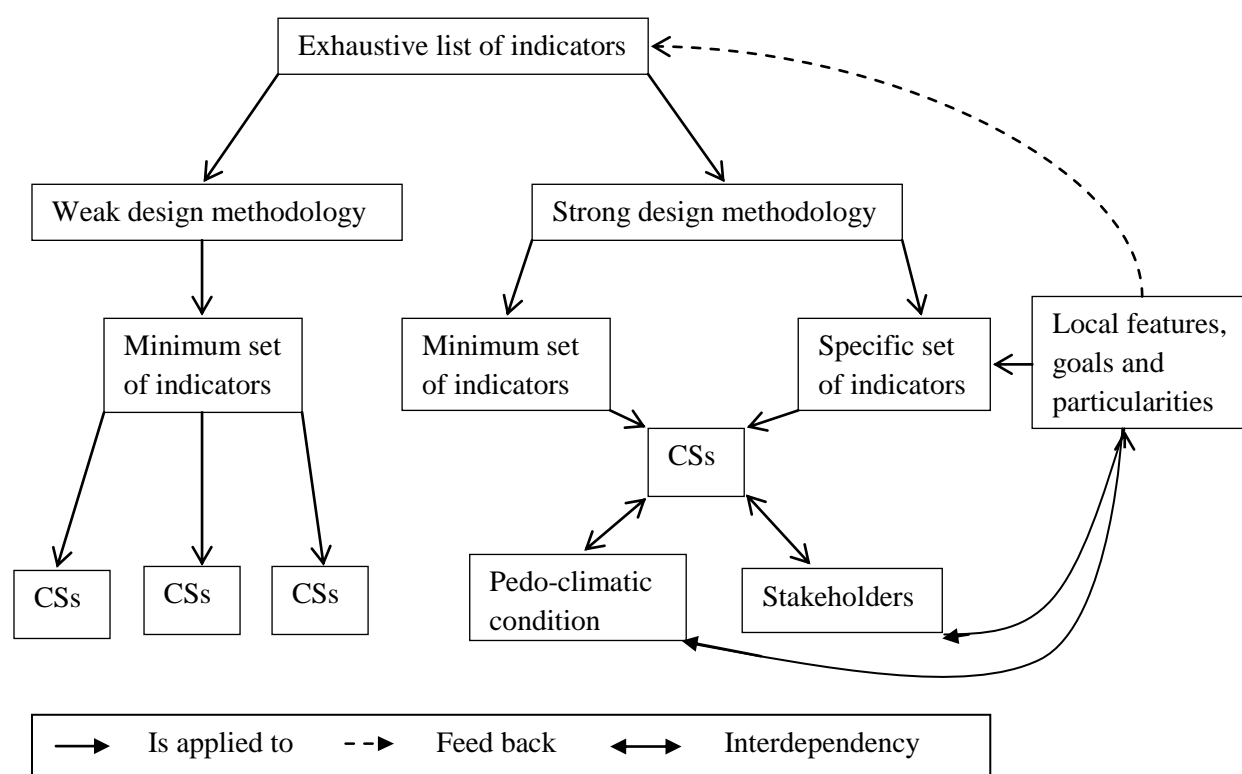 Exhaustive list of indicators
Weak design methodology
Strong design methodology
Minimum set
of indicators
Minimum set
of indicators
Specific set
of indicators
Local features,
goals and
particularities
CSs
CSs
CSs
CSs
Pedo-climatic
condition
Stakeholders
Is applied to
Feed back
Interdependency